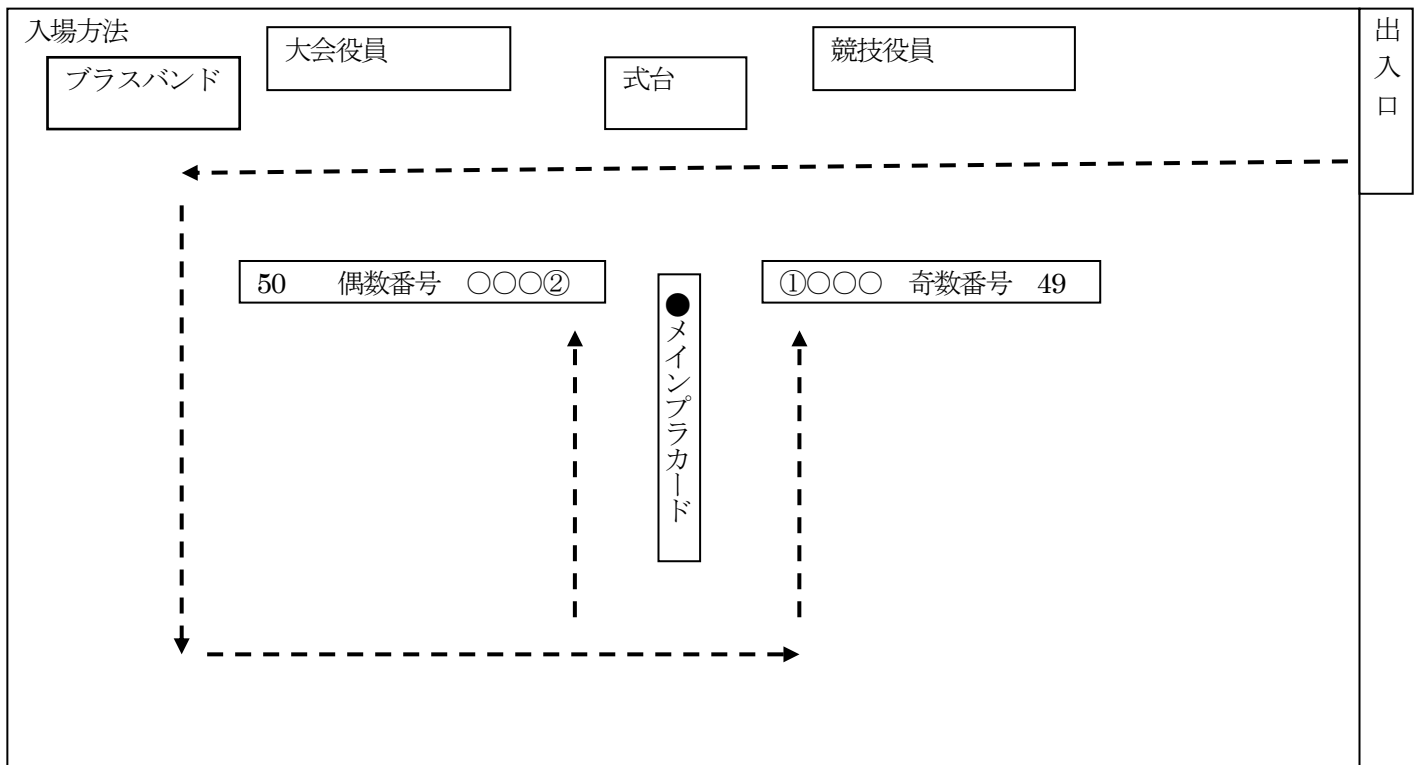 入場方法
ブラスバンド
大会役員
式台
競技役員
出入口
50 偶数番号 ○○○②
●メインプラカード
①○○○ 奇数番号 49